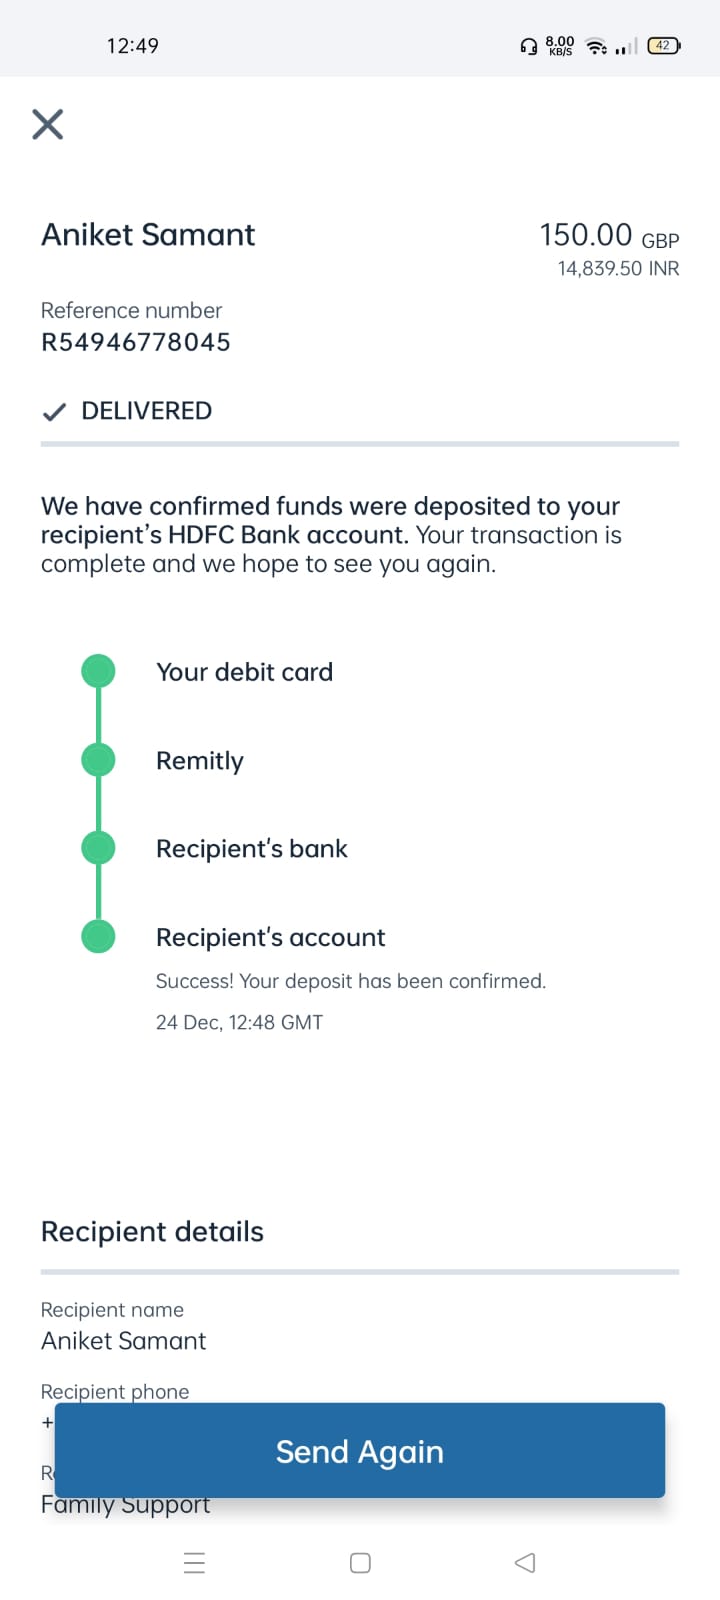 12:49
8.00
KB/S
42
Aniket Samant
150.00 GBP
14,839.50 INR
Reference number
R54946778045
DELIVERED
We have confirmed funds were deposited to your
recipient’s HDFC Bank account. Your transaction is
complete and we hope to see you again.
Your debit card
Remitly
Recipient's bank
Recipient's account
Success! Your deposit has been confirmed.
24 Dec, 12:48 GMT
Recipient details
Recipient name
Aniket Samant
Recipient phone
+
Send Again
Family Support